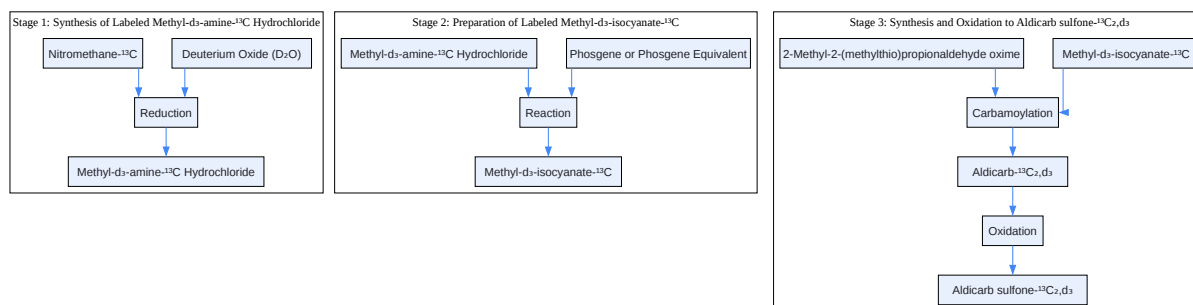 Stage 1: Synthesis of Labeled Methyl-d₃-amine-¹³C Hydrochloride
Nitromethane-¹³C
Deuterium Oxide (D₂O)
Reduction
Methyl-d₃-amine-¹³C Hydrochloride
Stage 2: Preparation of Labeled Methyl-d₃-isocyanate-¹³C
Methyl-d₃-amine-¹³C Hydrochloride
Phosgene or Phosgene Equivalent
Reaction
Methyl-d₃-isocyanate-¹³C
Stage 3: Synthesis and Oxidation to Aldicarb sulfone-¹³C₂,d₃
2-Methyl-2-(methylthio)propionaldehyde oxime
Methyl-d₃-isocyanate-¹³C
Carbamoylation
Aldicarb-¹³C₂,d₃
Oxidation
Aldicarb sulfone-¹³C₂,d₃